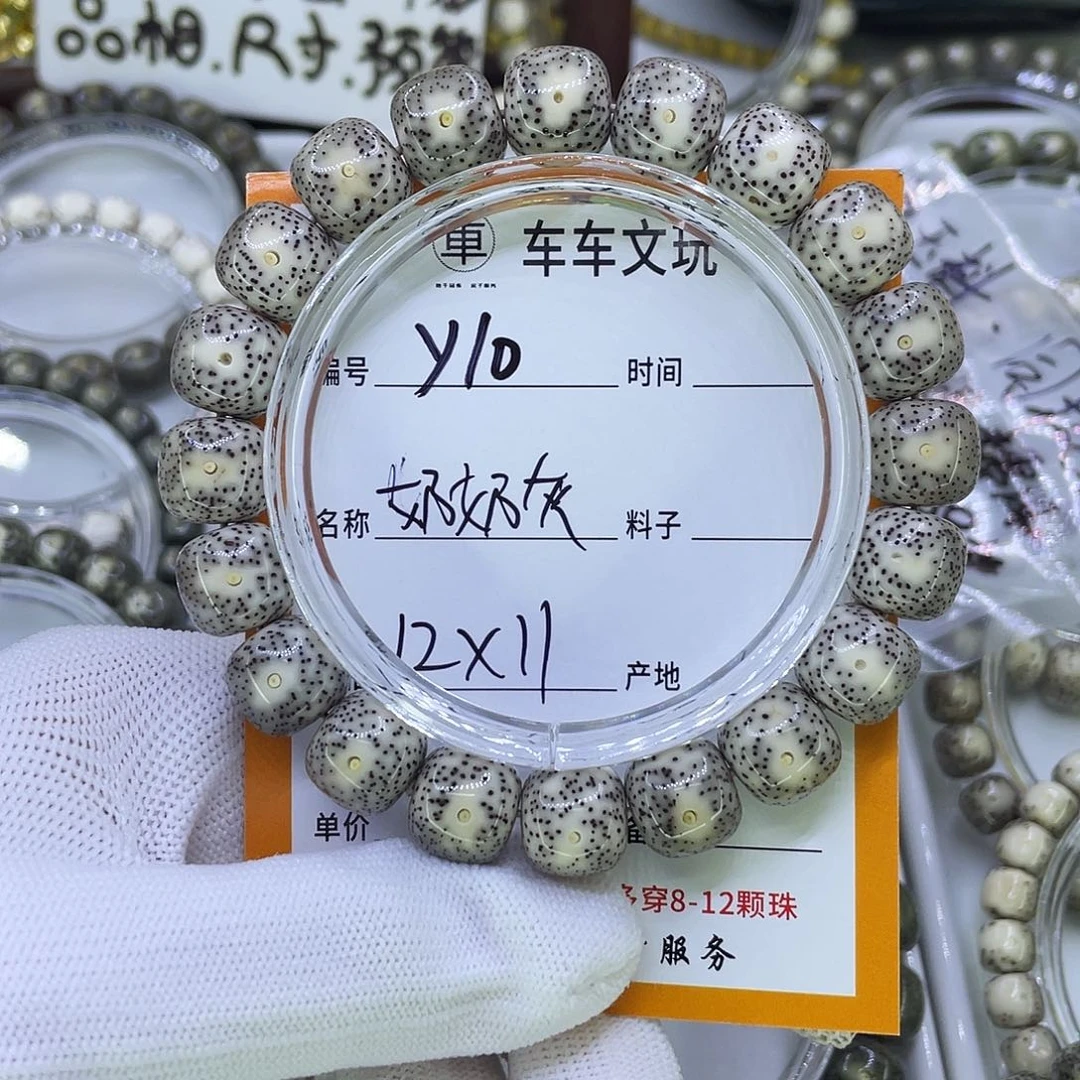 品相.尺寸.预算
車 车车文玩
编号 Y10 时间
名称 奶奶灰 料子
12X11 产地
单价
多穿8-12颗珠
服务